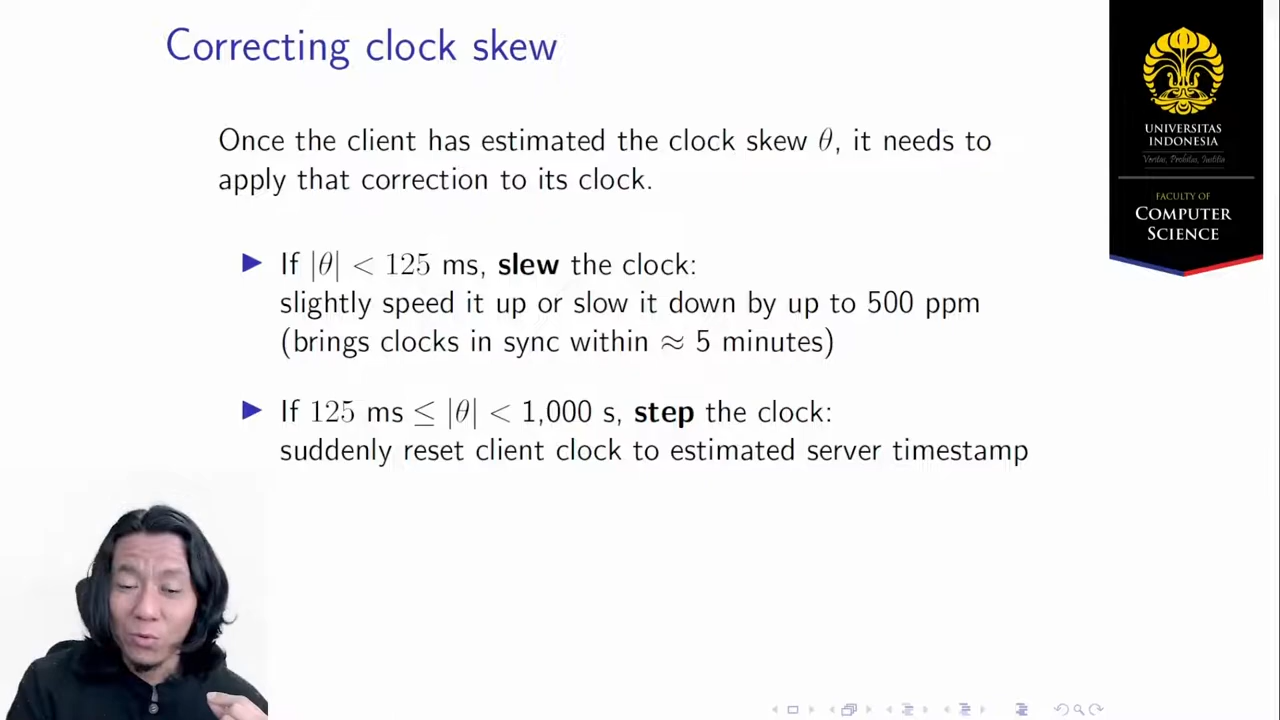 Correcting clock skew
Once the client has estimated the clock skew θ, it needs to
apply that correction to its clock.
If |θ| < 125 ms, slew the clock:
slightly speed it up or slow it down by up to 500 ppm
(brings clocks in sync within ≈ 5 minutes)
If 125 ms ≤ |θ| < 1,000 s, step the clock:
suddenly reset client clock to estimated server timestamp
UNIVERSITAS
INDONESIA
Veritas, Probitas, Iustitia
FACULTY OF
COMPUTER
SCIENCE